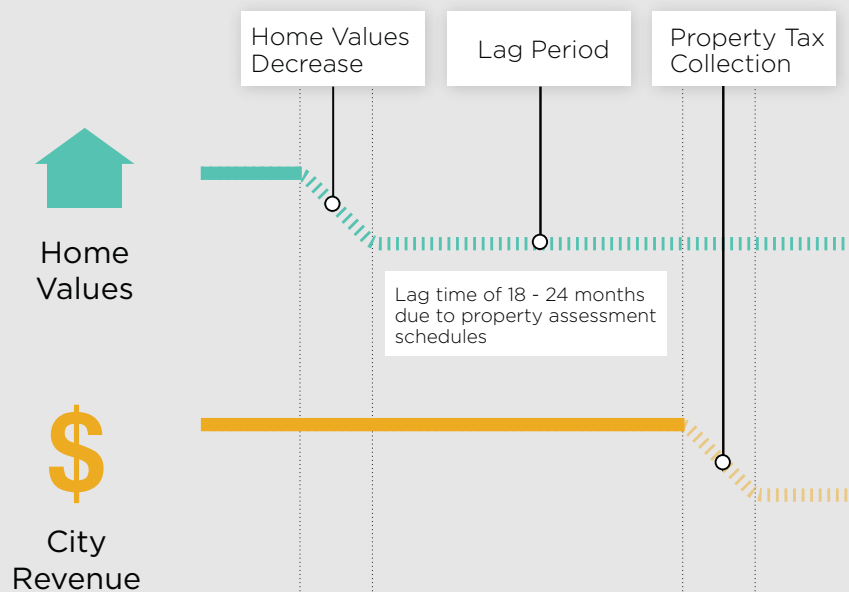 Home Values
Decrease
Lag Period
Property Tax
Collection
Home
Values
Lag time of 18 - 24 months
due to property assessment
schedules
$
City
Revenue